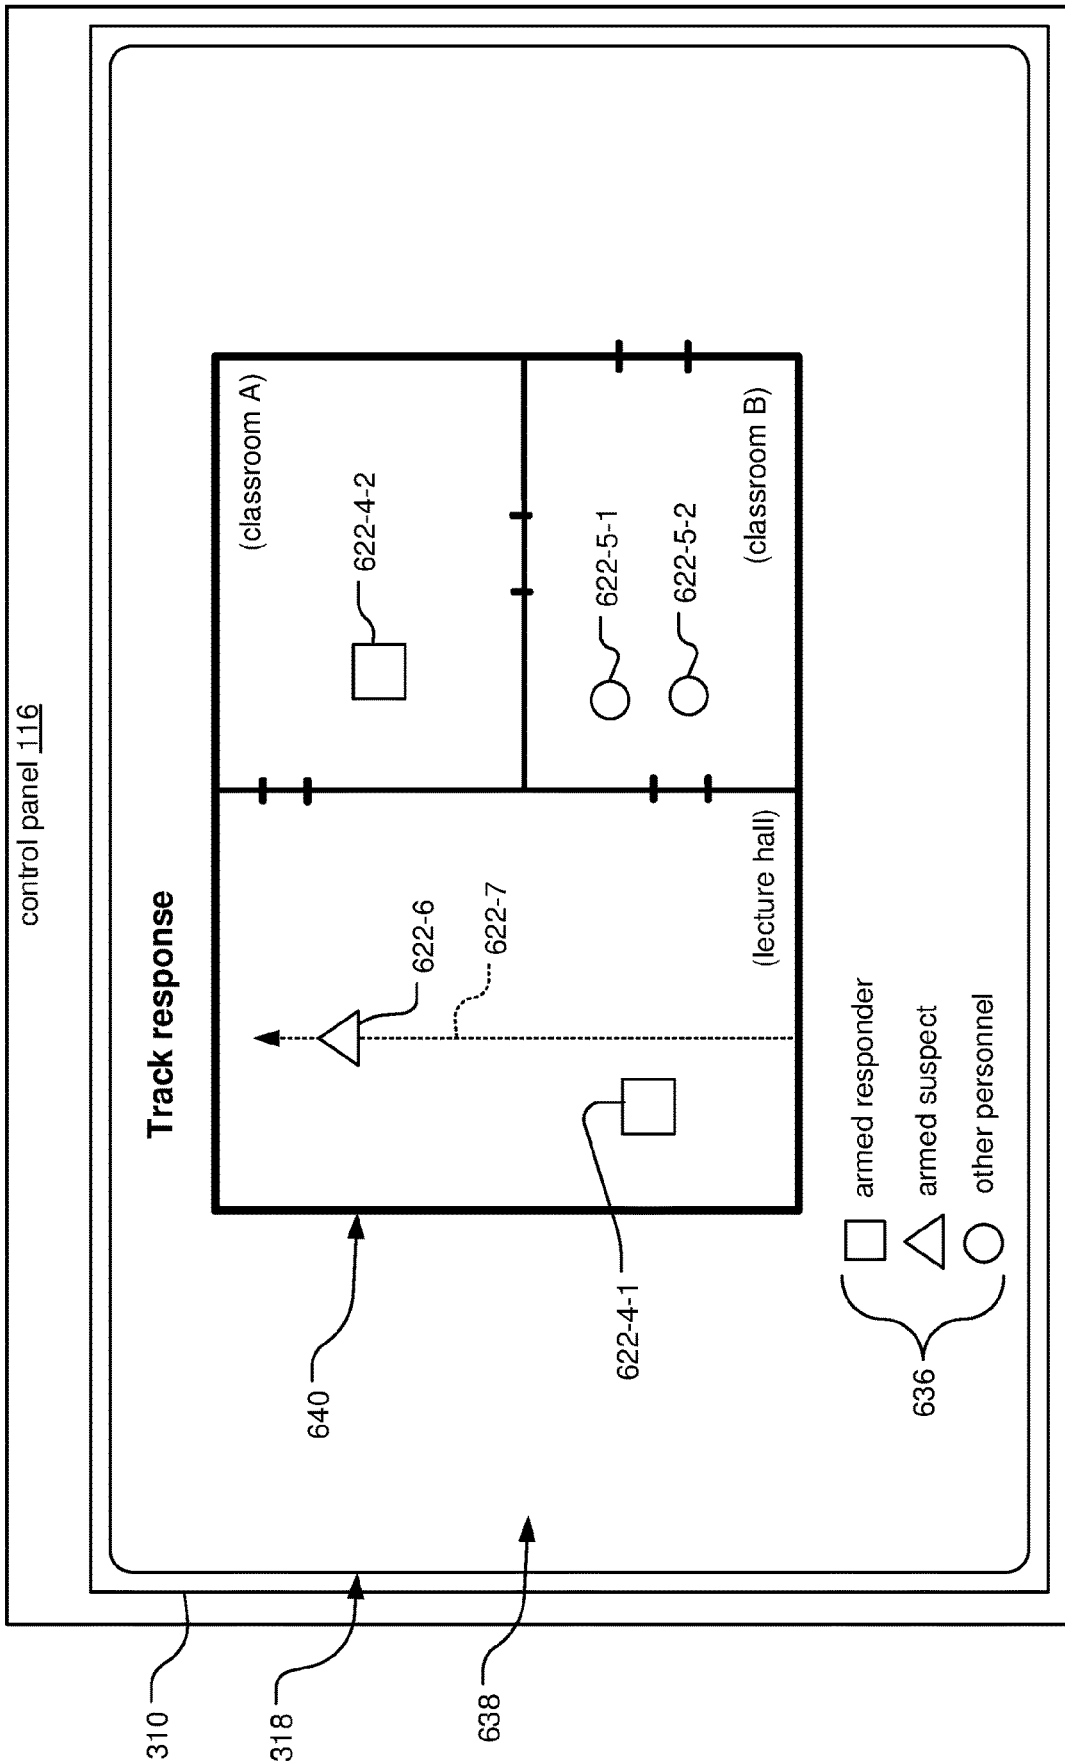 control panel 116
Track response
(classroom A)
622-4-2
622-6
622-7
622-5-1
622-5-2
(lecture hall)
(classroom B)
640
622-4-1
armed responder
armed suspect
other personnel
636
310
318
638